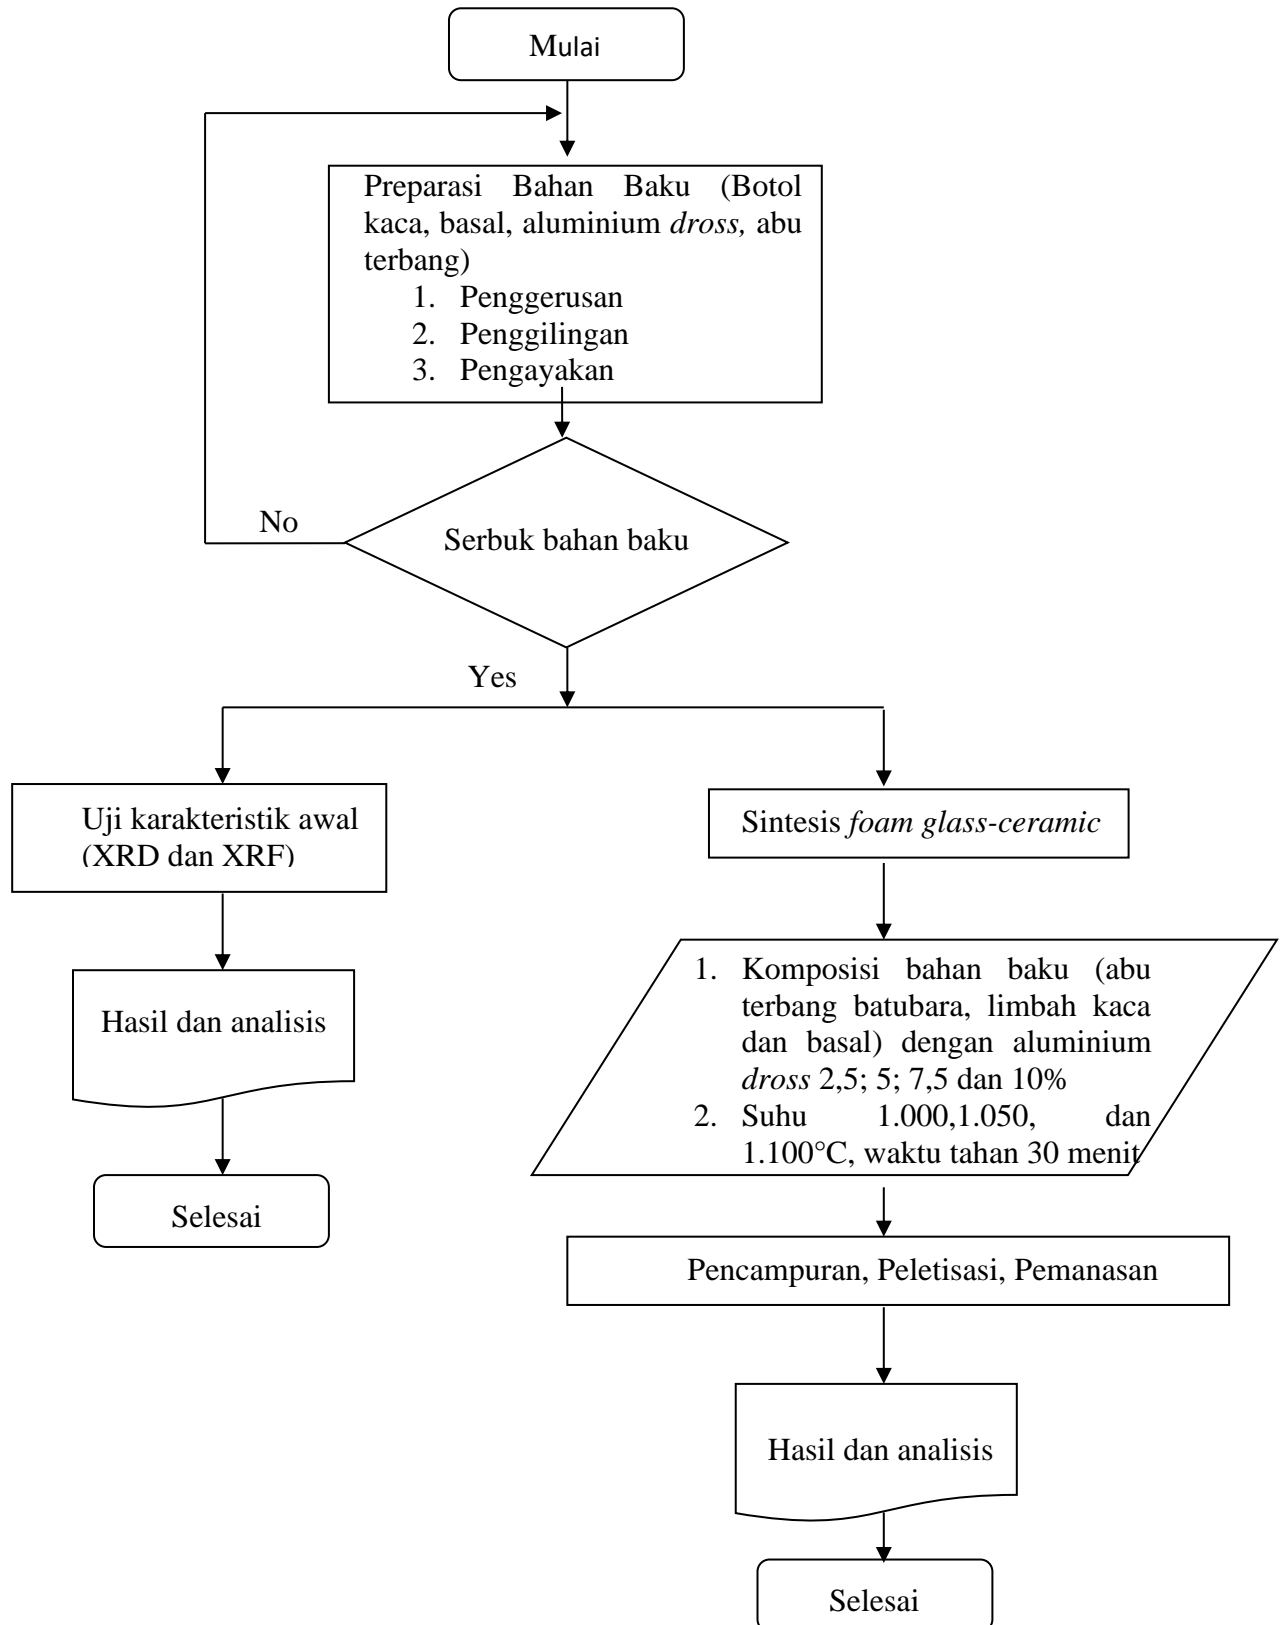 Mulai
Preparasi Bahan Baku (Botol
kaca, basal, aluminium dross, abu
terbang)
1. Penggerusan
2. Penggilingan
3. Pengayakan
No
Serbuk bahan baku
Yes
Uji karakteristik awal
(XRD dan XRF)
Hasil dan analisis
Selesai
Sintesis foam glass-ceramic
1. Komposisi bahan baku (abu
terbang batubara, limbah kaca
dan basal) dengan aluminium
dross 2,5; 5; 7,5 dan 10%
2. Suhu 1.000,1.050, dan
1.100°C, waktu tahan 30 menit
Pencampuran, Peletisasi, Pemanasan
Hasil dan analisis
Selesai